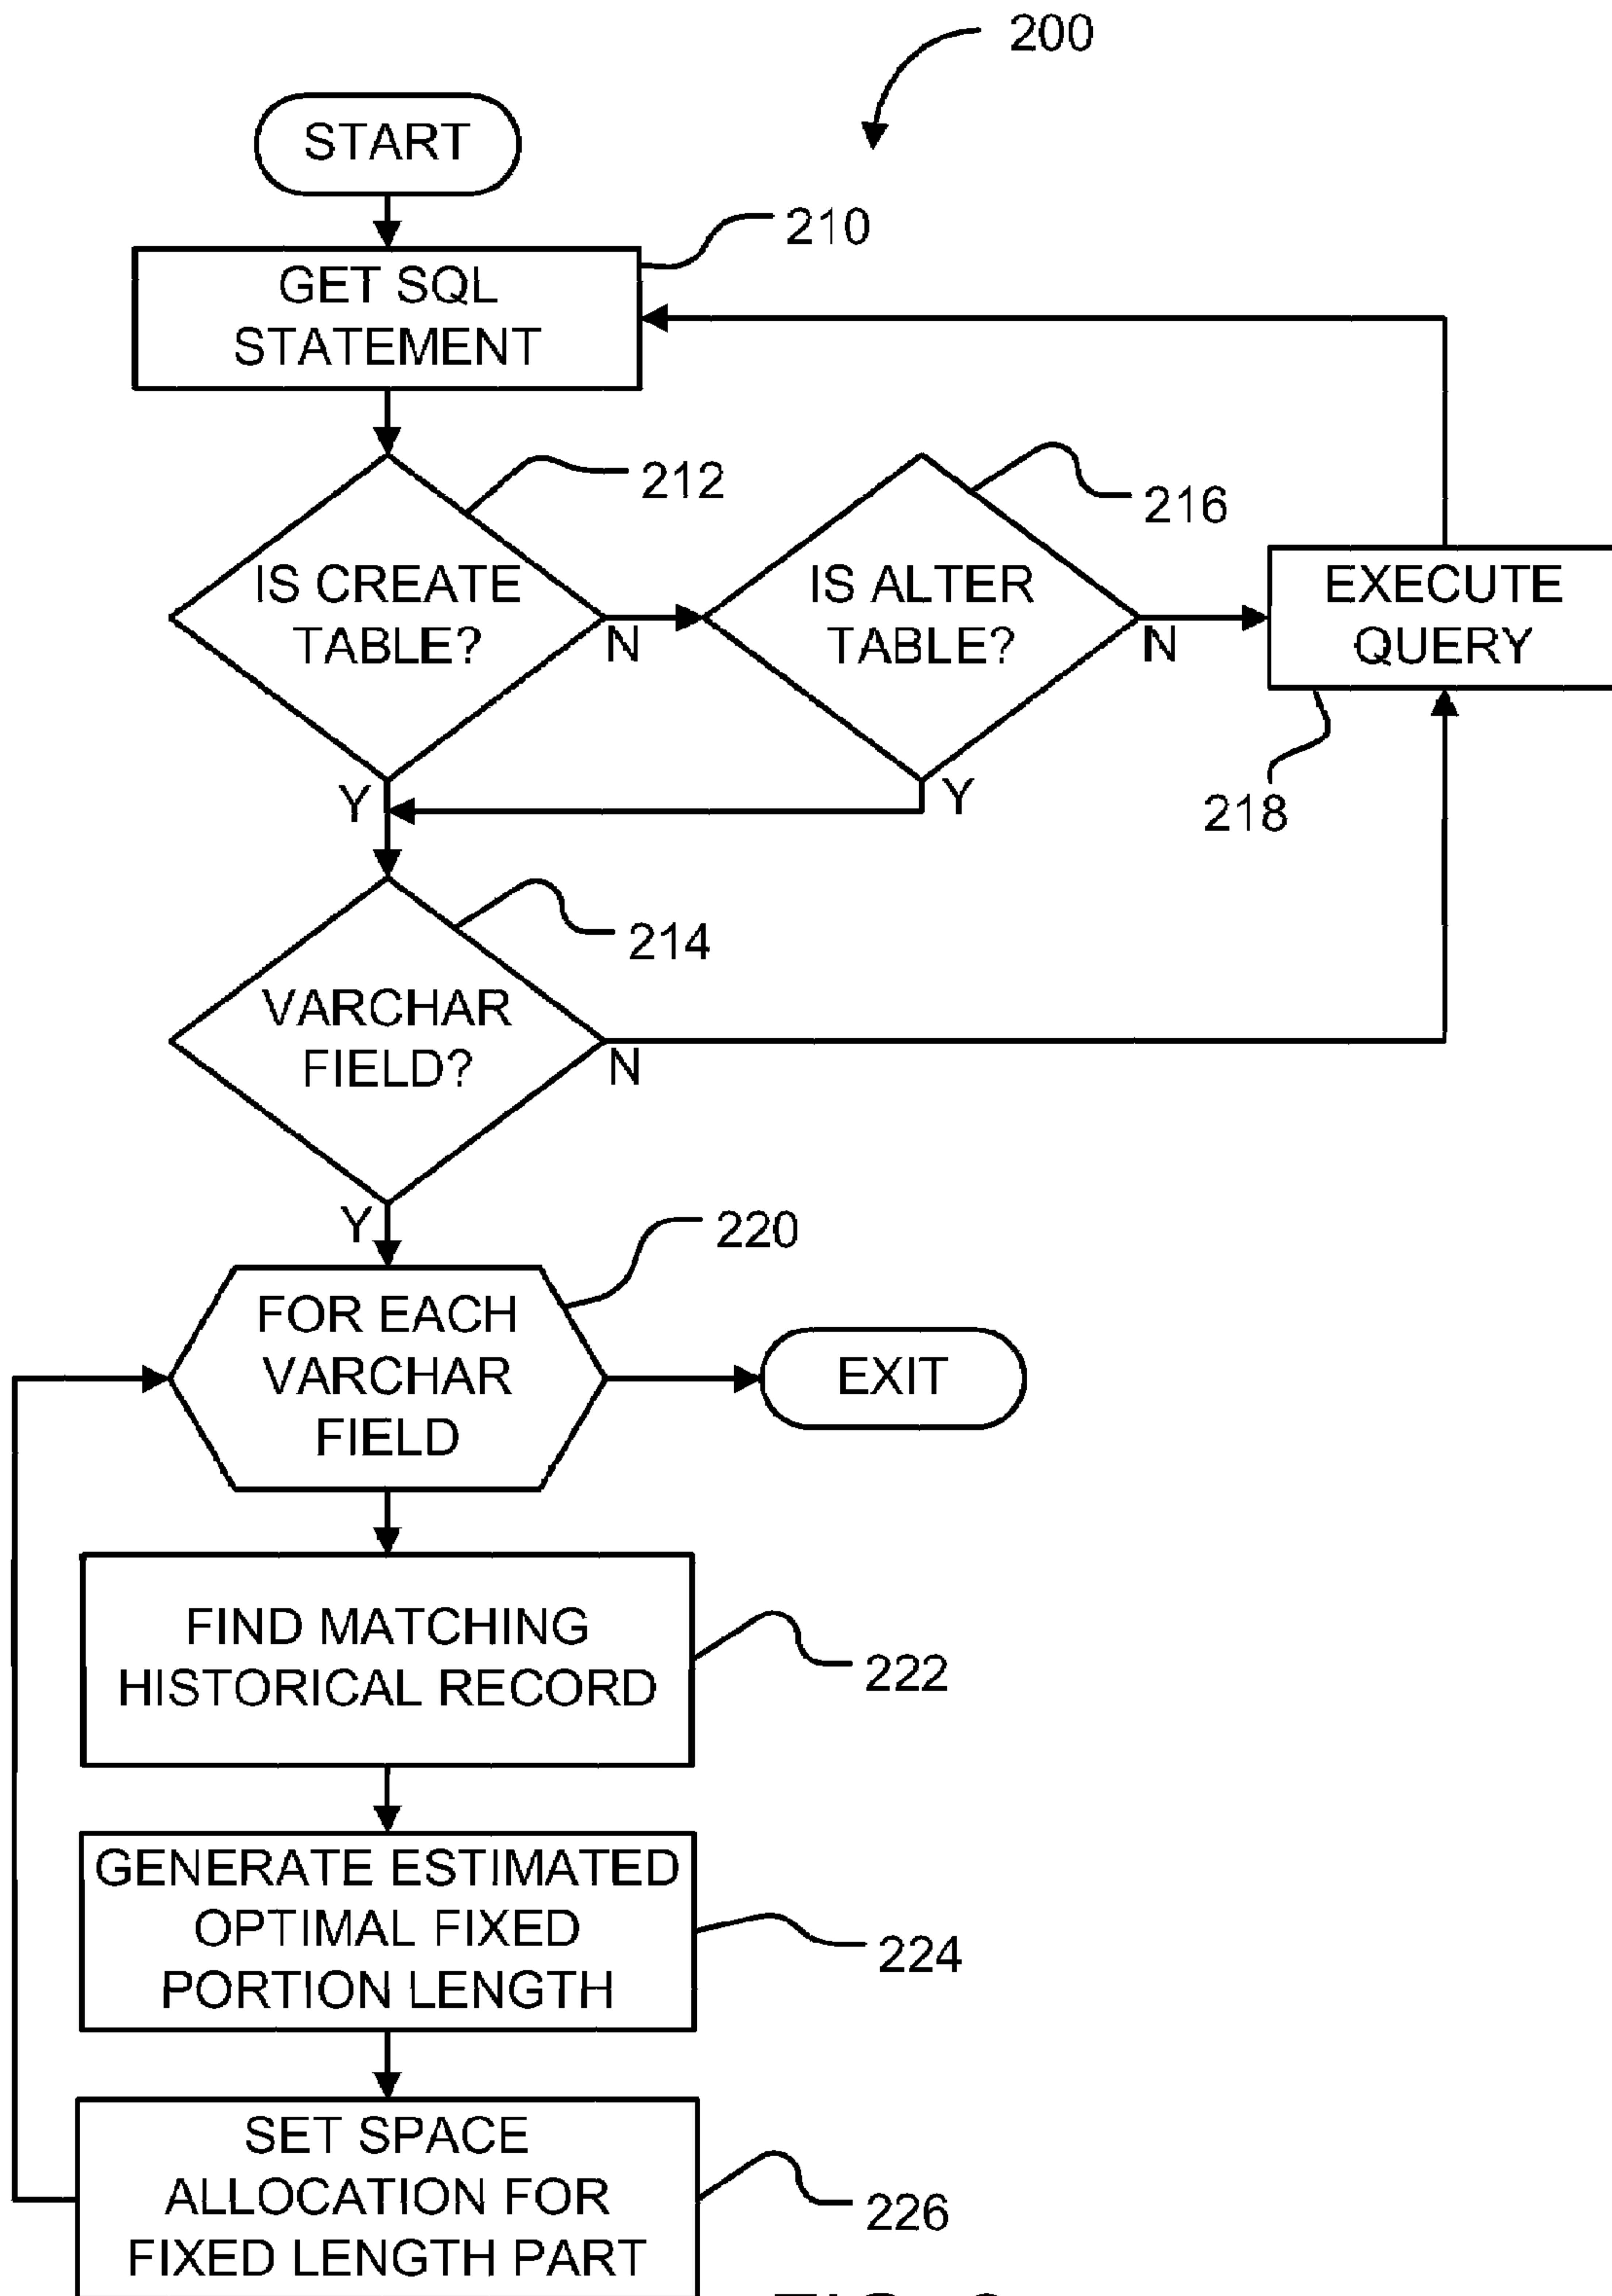 200
START
210
GET SQL
STATEMENT
212
216
IS CREATE
TABLE?
N
IS ALTER
TABLE?
N
EXECUTE
QUERY
Y
Y
218
214
VARCHAR
FIELD?
N
Y
220
FOR EACH
VARCHAR
FIELD
EXIT
FIND MATCHING
HISTORICAL RECORD
222
GENERATE ESTIMATED
OPTIMAL FIXED
PORTION LENGTH
224
SET SPACE
ALLOCATION FOR
FIXED LENGTH PART
226